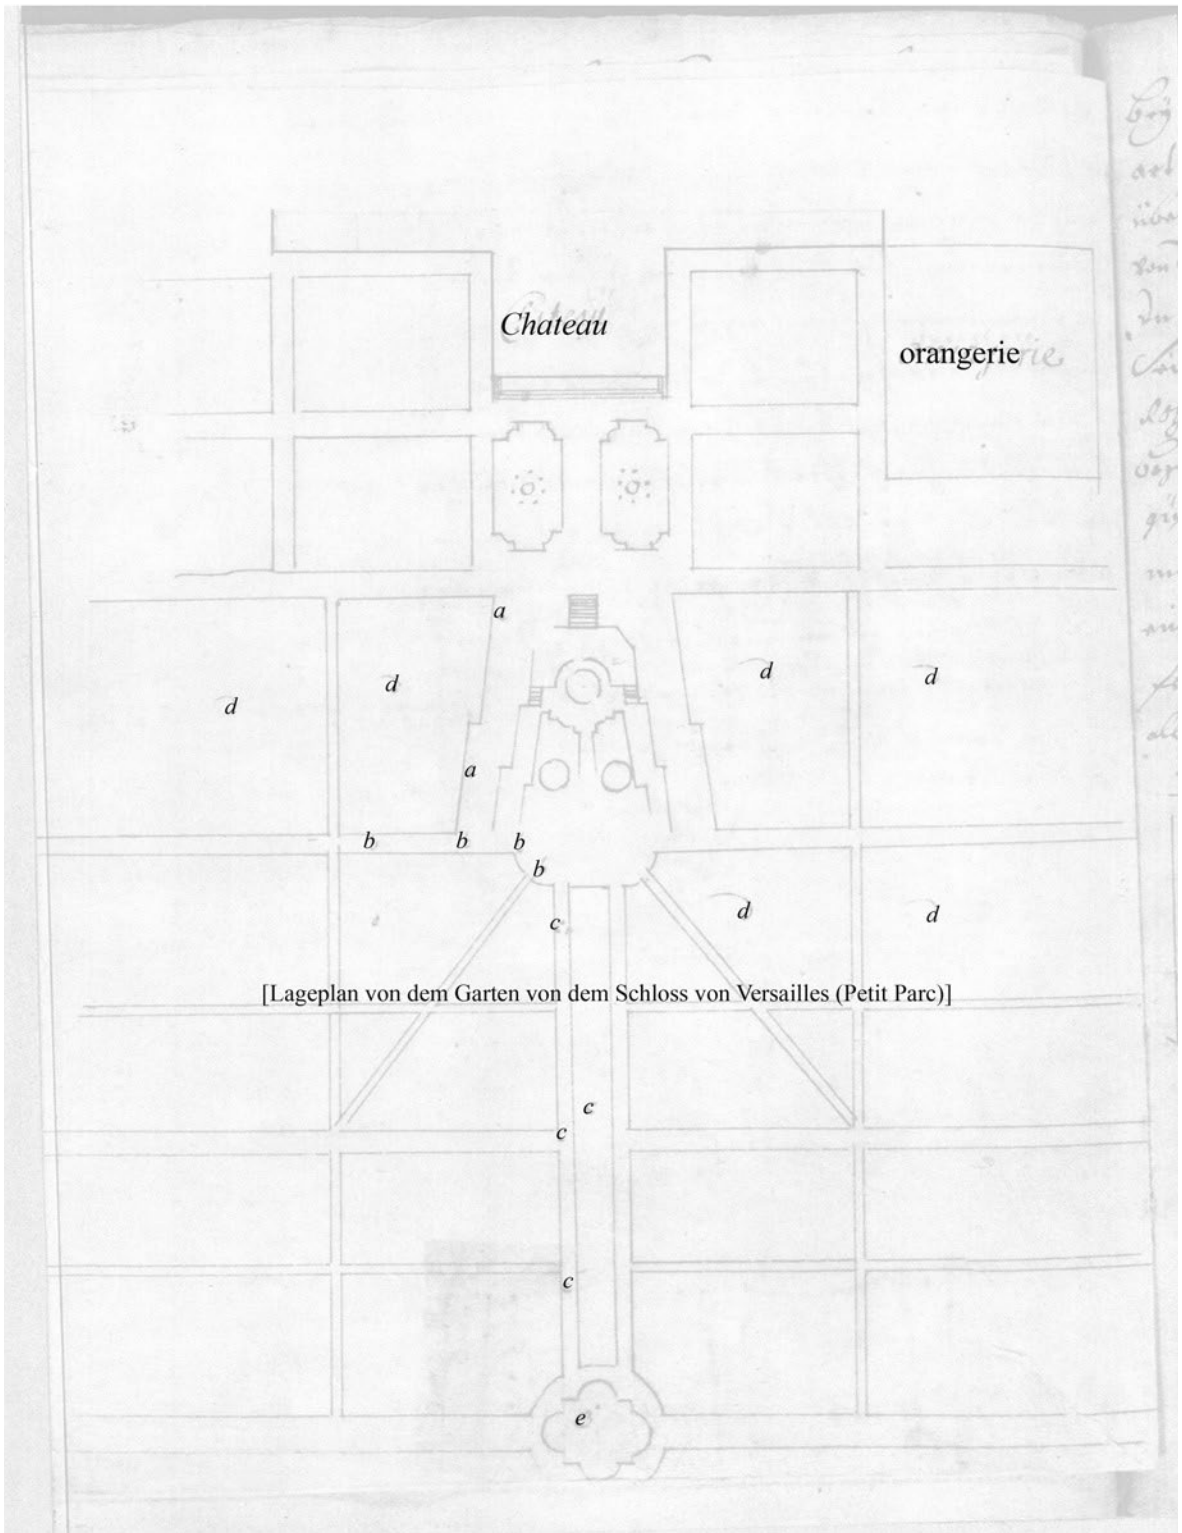 Chateau
orangerie
a
d
d
d
d
a
b
b
b
b
d
d
c
[Lageplan von dem Garten von dem Schloss von Versailles (Petit Parc)]
c
c
c
e